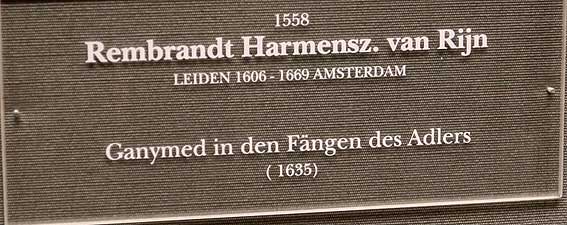 1558
Rembrandt Harmensz. van Rijn
LEIDEN 1606 - 1669 AMSTERDAM
Ganymed in den Fängen des Adlers
( 1635)